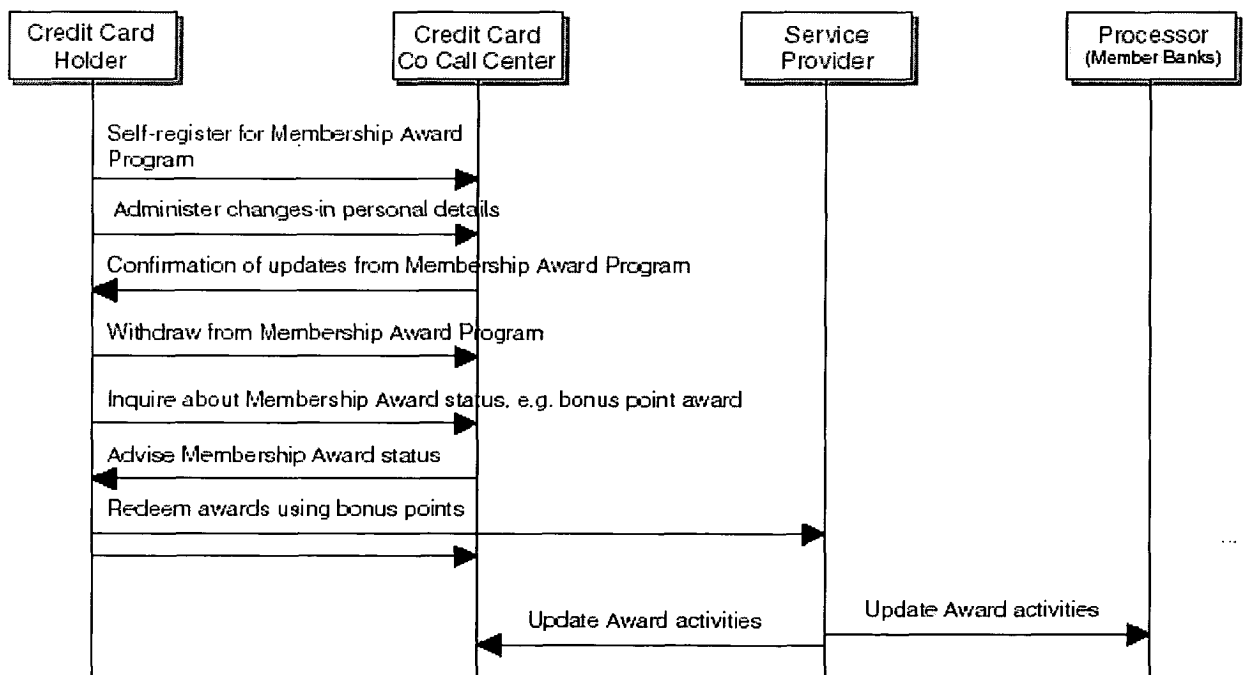 Credit Card
Holder
Credit Card
Co Call Center
Service
Provider
Processor
(Member Banks)
Self-register for Membership Award
Program
Administer changes-in personal details
Confirmation of updates from Membership Award Program
Withdraw from Membership Award Program
Inquire about Membership Award status, e.g. bonus point award
Advise Membership Award status
Redeem awards using bonus points
...
Update Award activities
Update Award activities